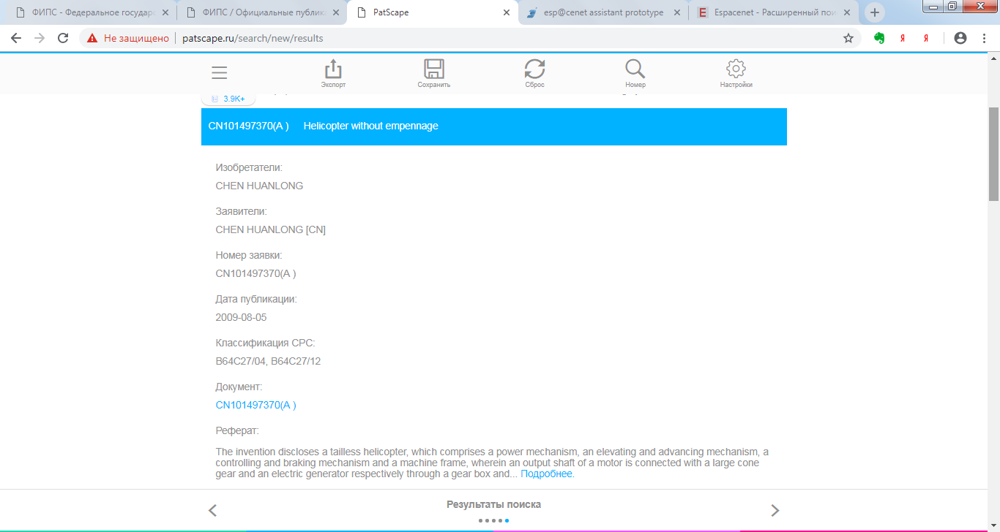 ФИПС - Федеральное государс
ФИПС / Официальные публик
PatScape
esp@cenet assistant prototype
Espacenet - Расширенный пои
Не защищено
patscape.ru/search/new/results
Экспорт
Сохранить
Сброс
Номер
Настройки
3.9K+
CN101497370(A ) Helicopter without empennage
Изобретатели:
CHEN HUANLONG
Заявители:
CHEN HUANLONG [CN]
Номер заявки:
CN101497370(A )
Дата публикации:
2009-08-05
Классификация CPC:
B64C27/04, B64C27/12
Документ:
CN101497370(A )
Реферат:
The invention discloses a tailless helicopter, which comprises a power mechanism, an elevating and advancing mechanism, a
controlling and braking mechanism and a machine frame, wherein an output shaft of a motor is connected with a large cone
gear and an electric generator respectively through a gear box and... Подробнее.
Результаты поиска